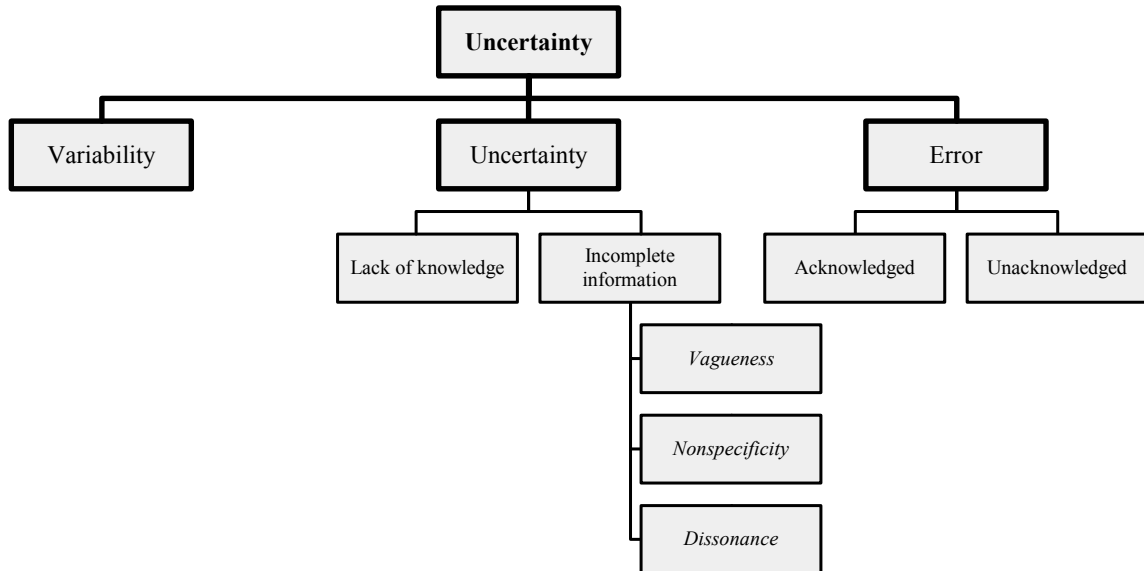 Uncertainty
Variability
Uncertainty
Error
Lack of knowledge
Incomplete
information
Acknowledged
Unacknowledged
Vagueness
Nonspecificity
Dissonance